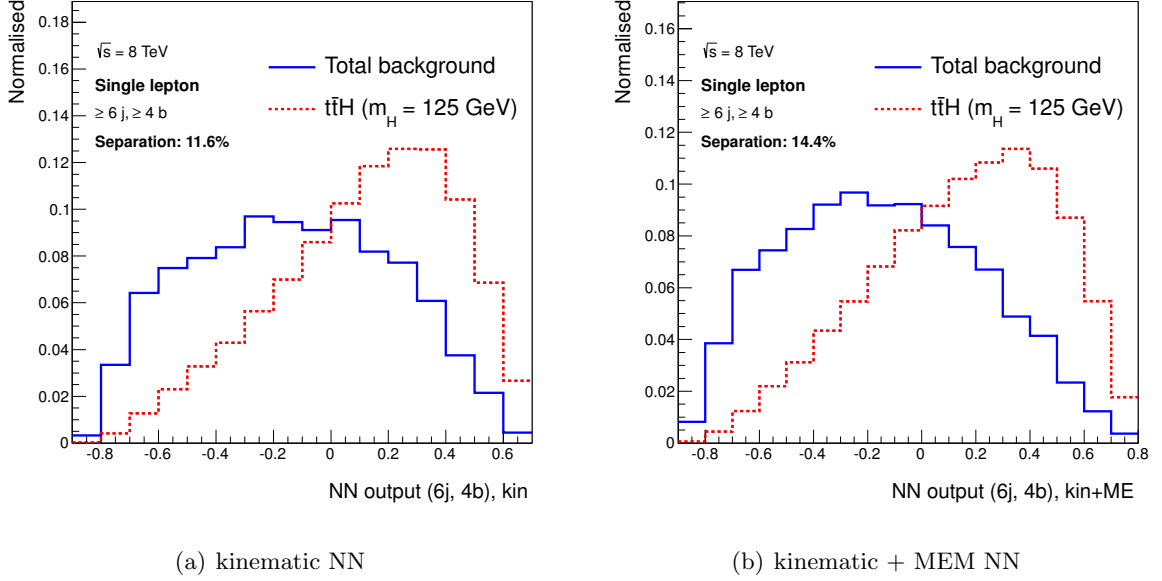 Normalised
0.18
0.16
0.14
0.12
0.1
0.08
0.06
0.04
0.02
0
√s = 8 TeV
Single lepton
≥ 6 j, ≥ 4 b
Separation: 11.6%
Total background
tt̄H (m_H = 125 GeV)
-0.8 -0.6 -0.4 -0.2 0 0.2 0.4 0.6
NN output (6j, 4b), kin
(a) kinematic NN
Normalised
0.16
0.14
0.12
0.1
0.08
0.06
0.04
0.02
0
√s = 8 TeV
Single lepton
≥ 6 j, ≥ 4 b
Separation: 14.4%
Total background
tt̄H (m_H = 125 GeV)
-0.8 -0.6 -0.4 -0.2 0 0.2 0.4 0.6 0.8
NN output (6j, 4b), kin+ME
(b) kinematic + MEM NN